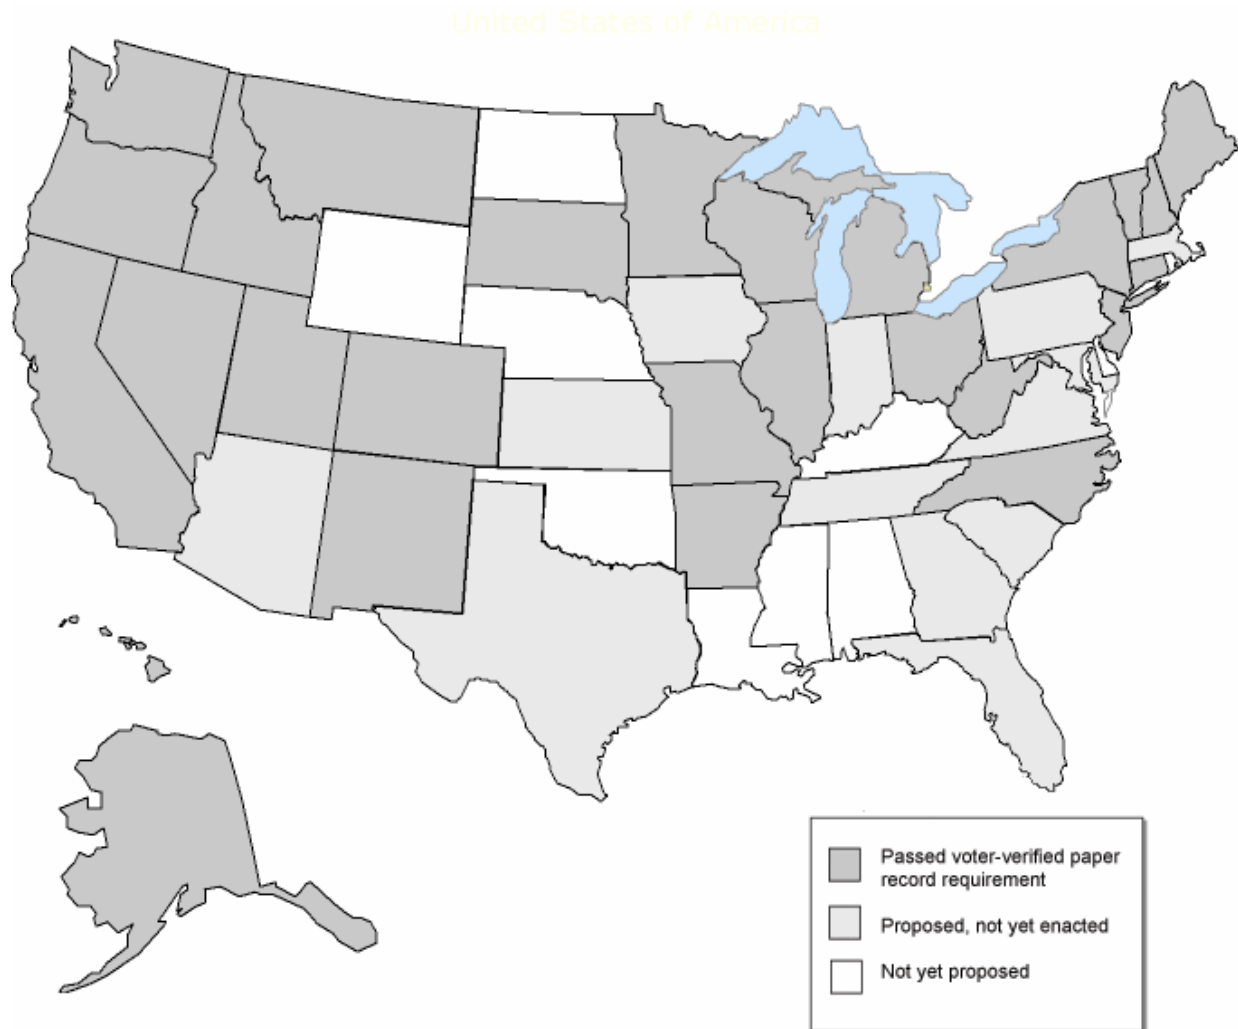 United States of America
Passed voter-verified paper
record requirement
Proposed, not yet enacted
Not yet proposed